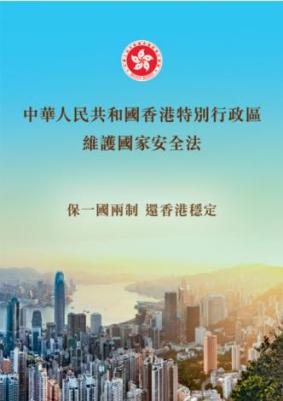 中華人民共和國香港特別行政區
維護國家安全法
保一國兩制 還香港穩定